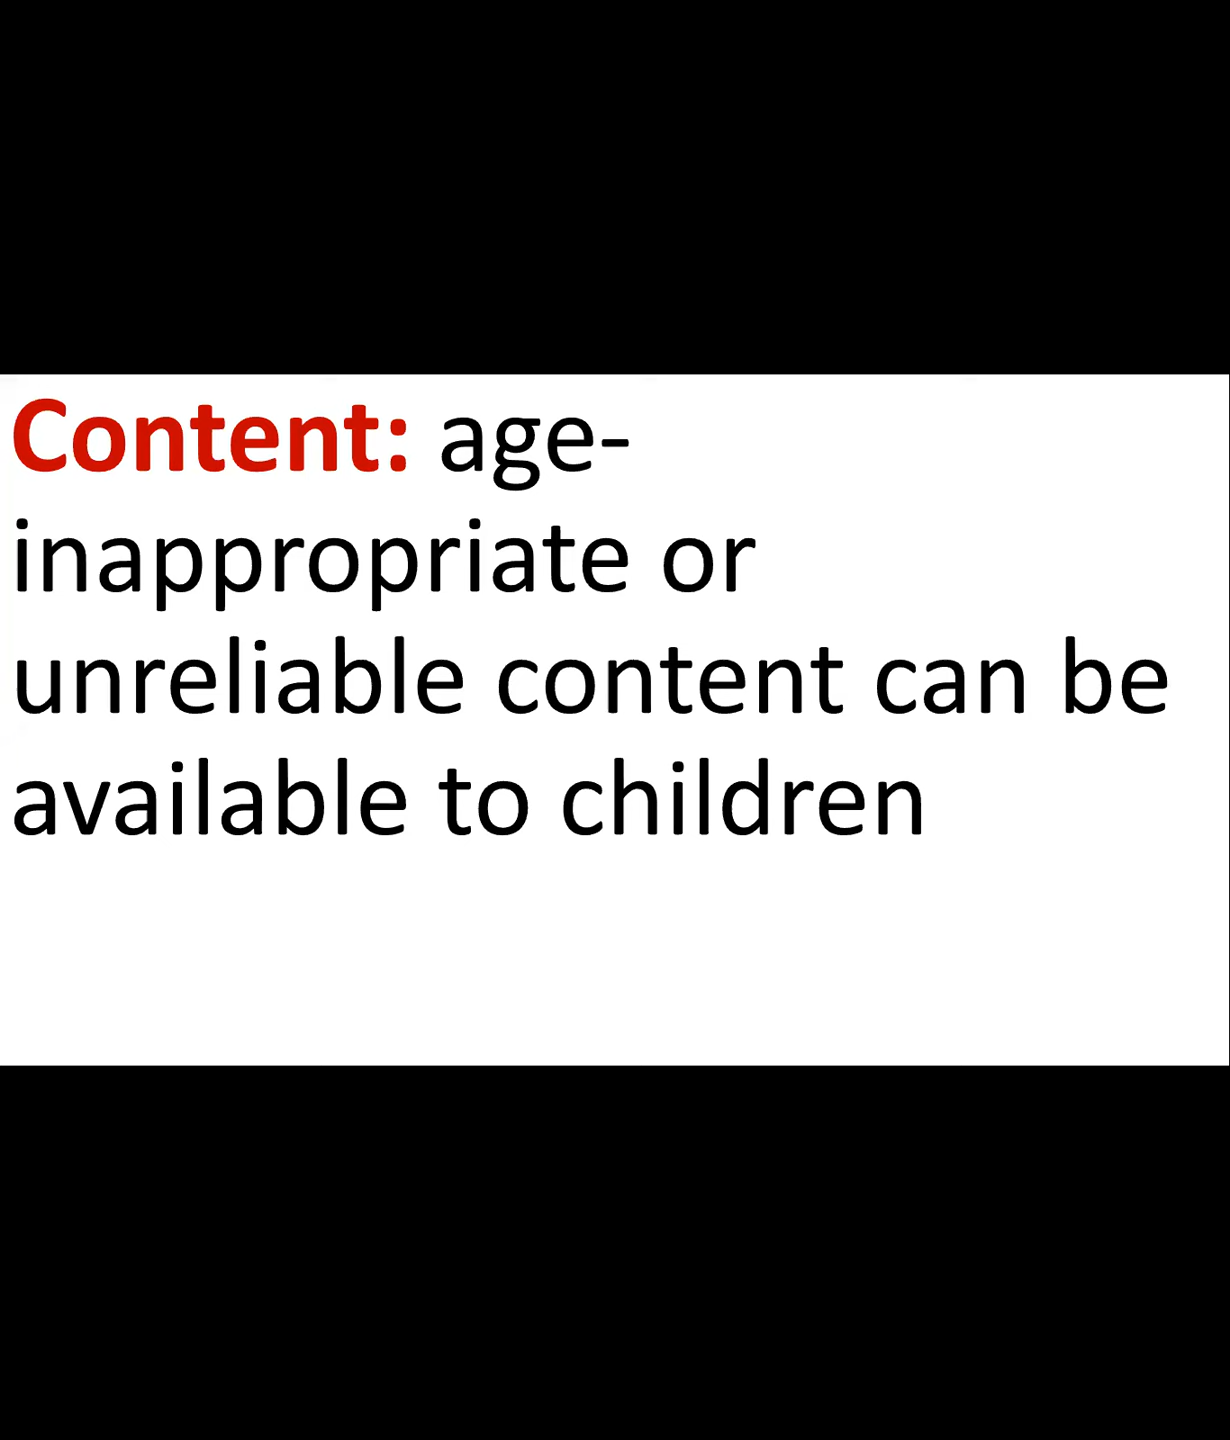 Content: age-
inappropriate or
unreliable content can be
available to children